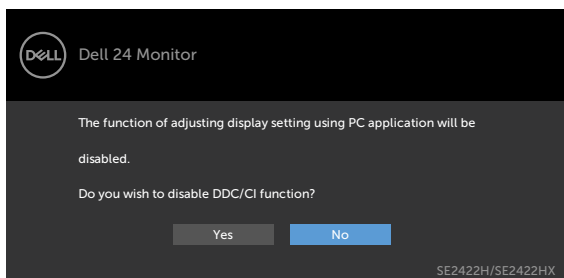 DELL
Dell 24 Monitor
The function of adjusting display setting using PC application will be
disabled.
Do you wish to disable DDC/CI function?
Yes
No
SE2422H/SE2422HX